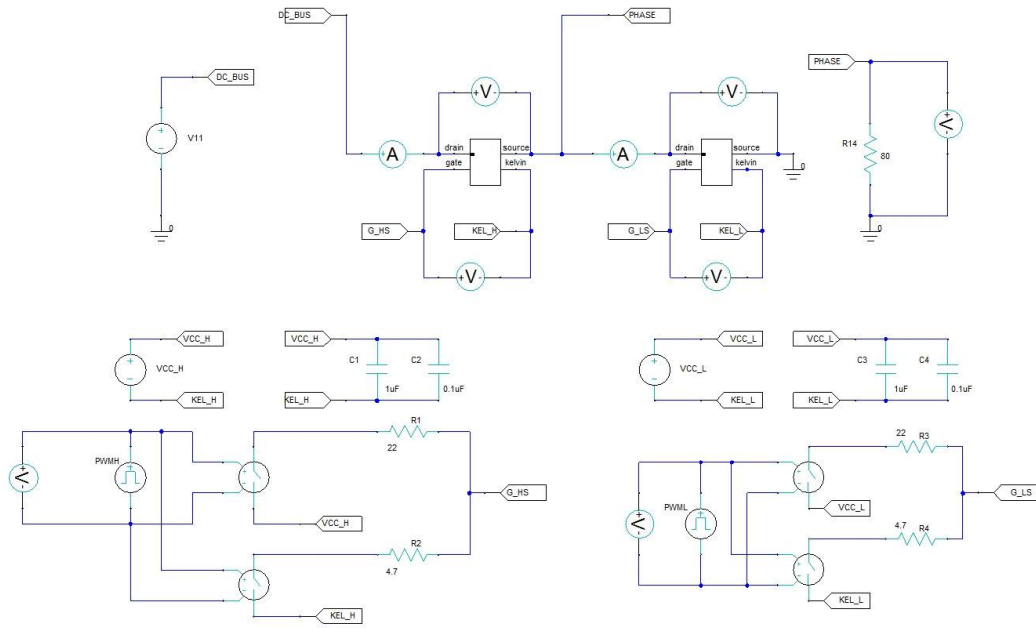 DC_BUS
PHASE
DC_BUS
V11
+V-
+V-
+A
drain
source
gate
kelvin
+A
drain
source
gate
kelvin
0
0
G_HS
KEL_H
G_LS
KEL_L
+V-
+V-
PHASE
R14
80
+V-
0
VCC_H
VCC_H
KEL_H
VCC_H
C1
C2
1uF
0.1uF
KEL_H
VCC_L
VCC_L
KEL_L
VCC_L
C3
C4
1uF
0.1uF
KEL_L
+V-
PWMH
R1
22
VCC_H
G_HS
R2
4.7
KEL_H
+V-
PWML
22
R3
VCC_L
G_LS
4.7
R4
KEL_L